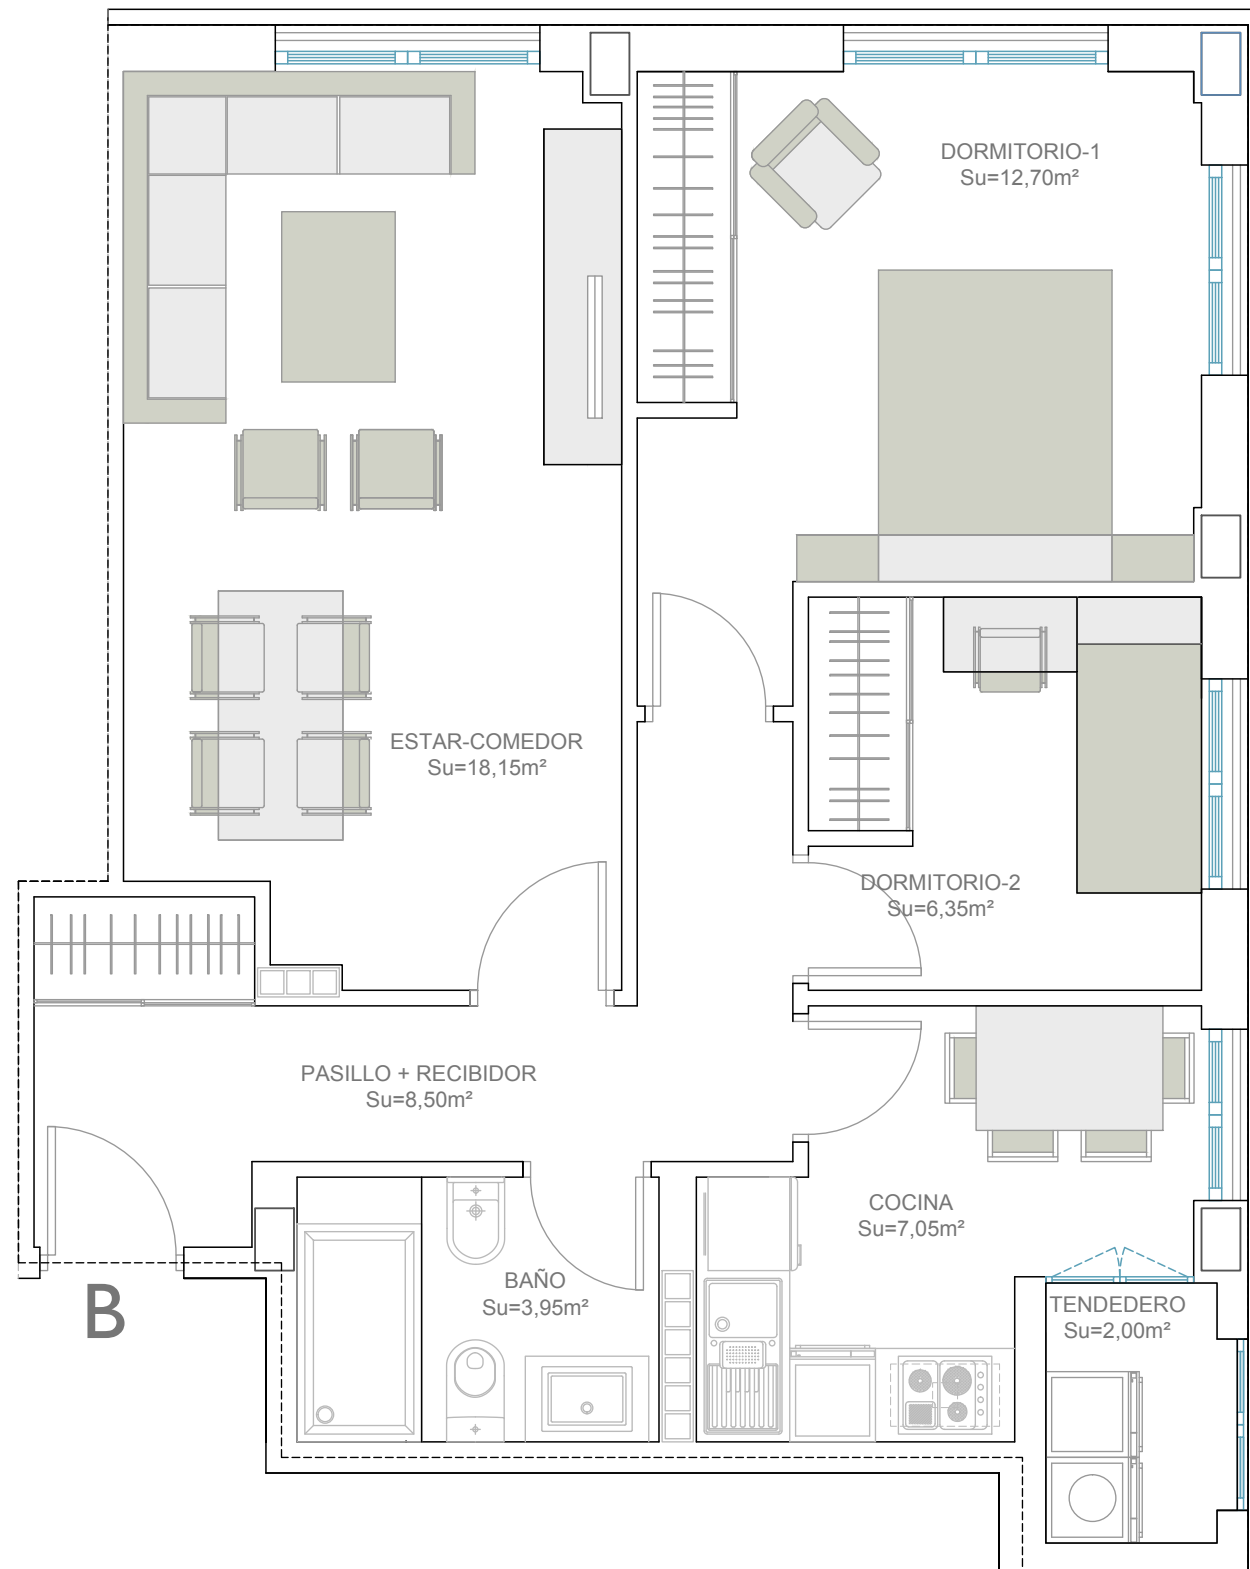 DORMITORIO-1
Su=12,70m²
ESTAR-COMEDOR
Su=18,15m²
DORMITORIO-2
Su=6,35m²
PASILLO + RECIBIDOR
Su=8,50m²
COCINA
Su=7,05m²
BAÑO
Su=3,95m²
TENDEDERO
Su=2,00m²
B